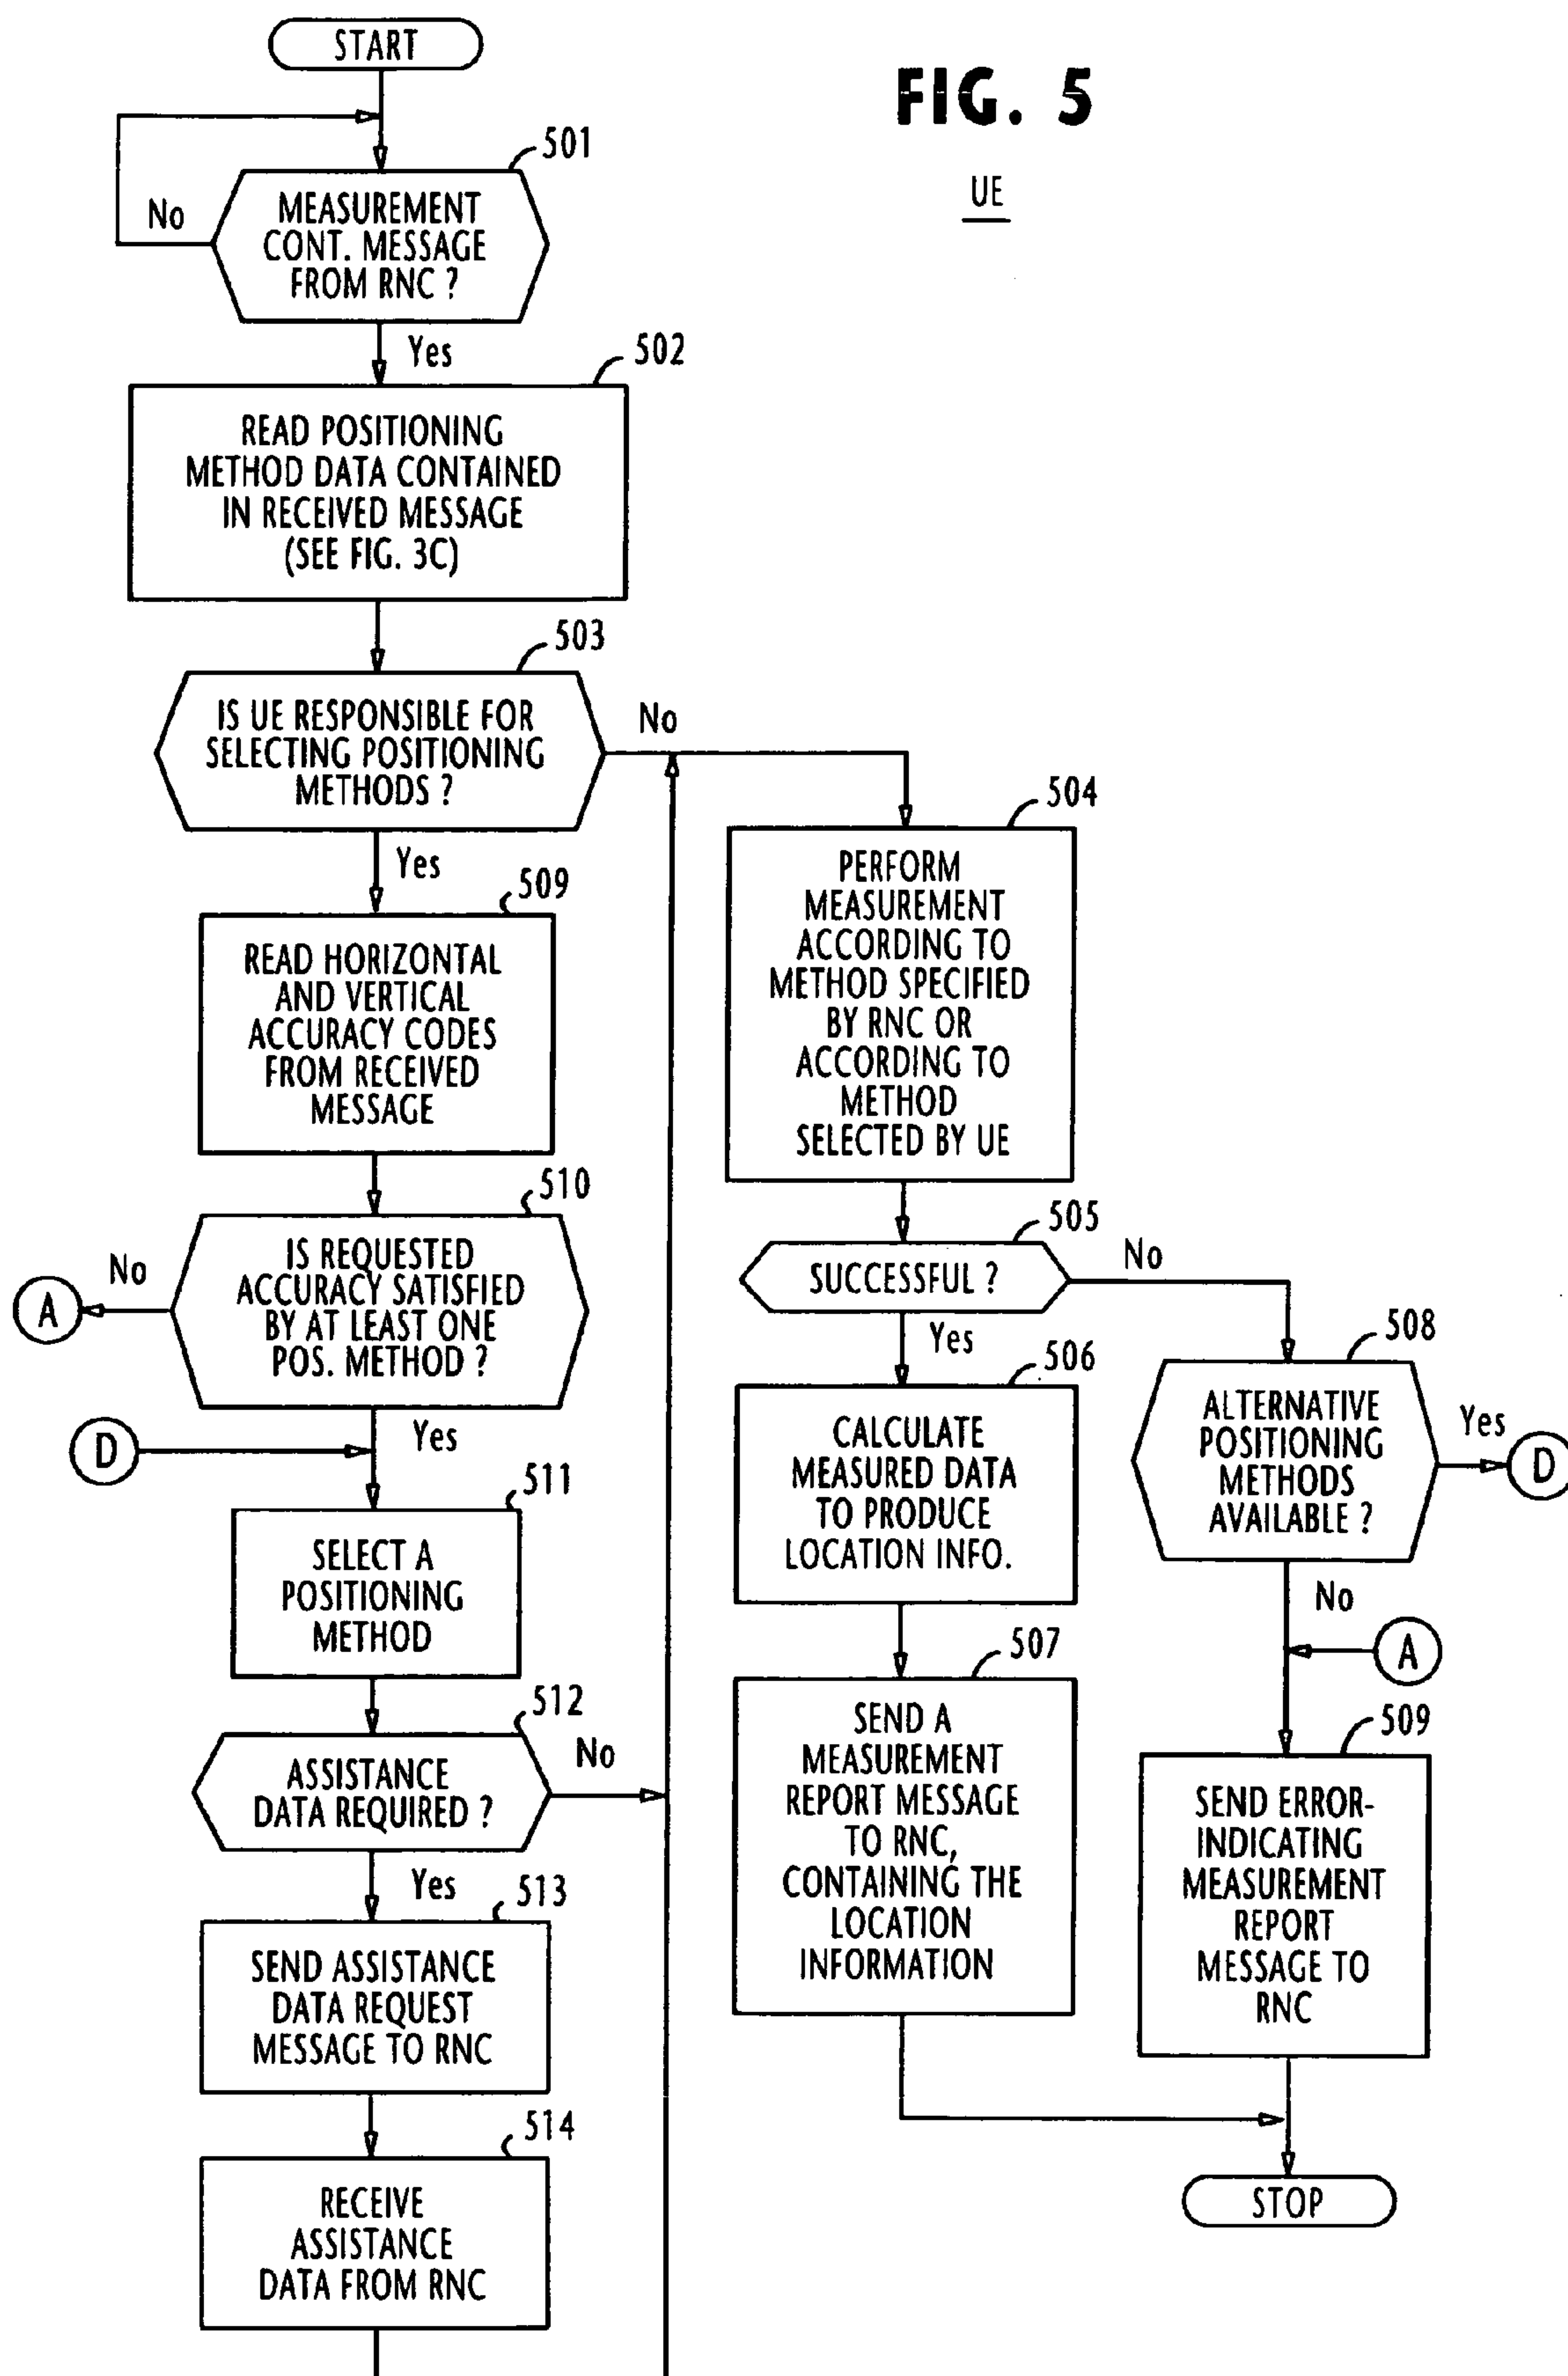 FIG. 5
UE
START
501
MEASUREMENT
CONT. MESSAGE
FROM RNC ?
No
Yes
502
READ POSITIONING
METHOD DATA CONTAINED
IN RECEIVED MESSAGE
(SEE FIG. 3C)
503
IS UE RESPONSIBLE FOR
SELECTING POSITIONING
METHODS ?
No
Yes
509
READ HORIZONTAL
AND VERTICAL
ACCURACY CODES
FROM RECEIVED
MESSAGE
510
IS REQUESTED
ACCURACY SATISFIED
BY AT LEAST ONE
POS. METHOD ?
No
A
Yes
D
511
SELECT A
POSITIONING
METHOD
512
ASSISTANCE
DATA REQUIRED ?
No
Yes
513
SEND ASSISTANCE
DATA REQUEST
MESSAGE TO RNC
514
RECEIVE
ASSISTANCE
DATA FROM RNC
504
PERFORM
MEASUREMENT
ACCORDING TO
METHOD SPECIFIED
BY RNC OR
ACCORDING TO
METHOD
SELECTED BY UE
505
SUCCESSFUL ?
No
Yes
506
CALCULATE
MEASURED DATA
TO PRODUCE
LOCATION INFO.
507
SEND A
MEASUREMENT
REPORT MESSAGE
TO RNC,
CONTAINING THE
LOCATION
INFORMATION
508
ALTERNATIVE
POSITIONING
METHODS
AVAILABLE ?
Yes
D
No
A
509
SEND ERROR-
INDICATING
MEASUREMENT
REPORT
MESSAGE TO
RNC
STOP